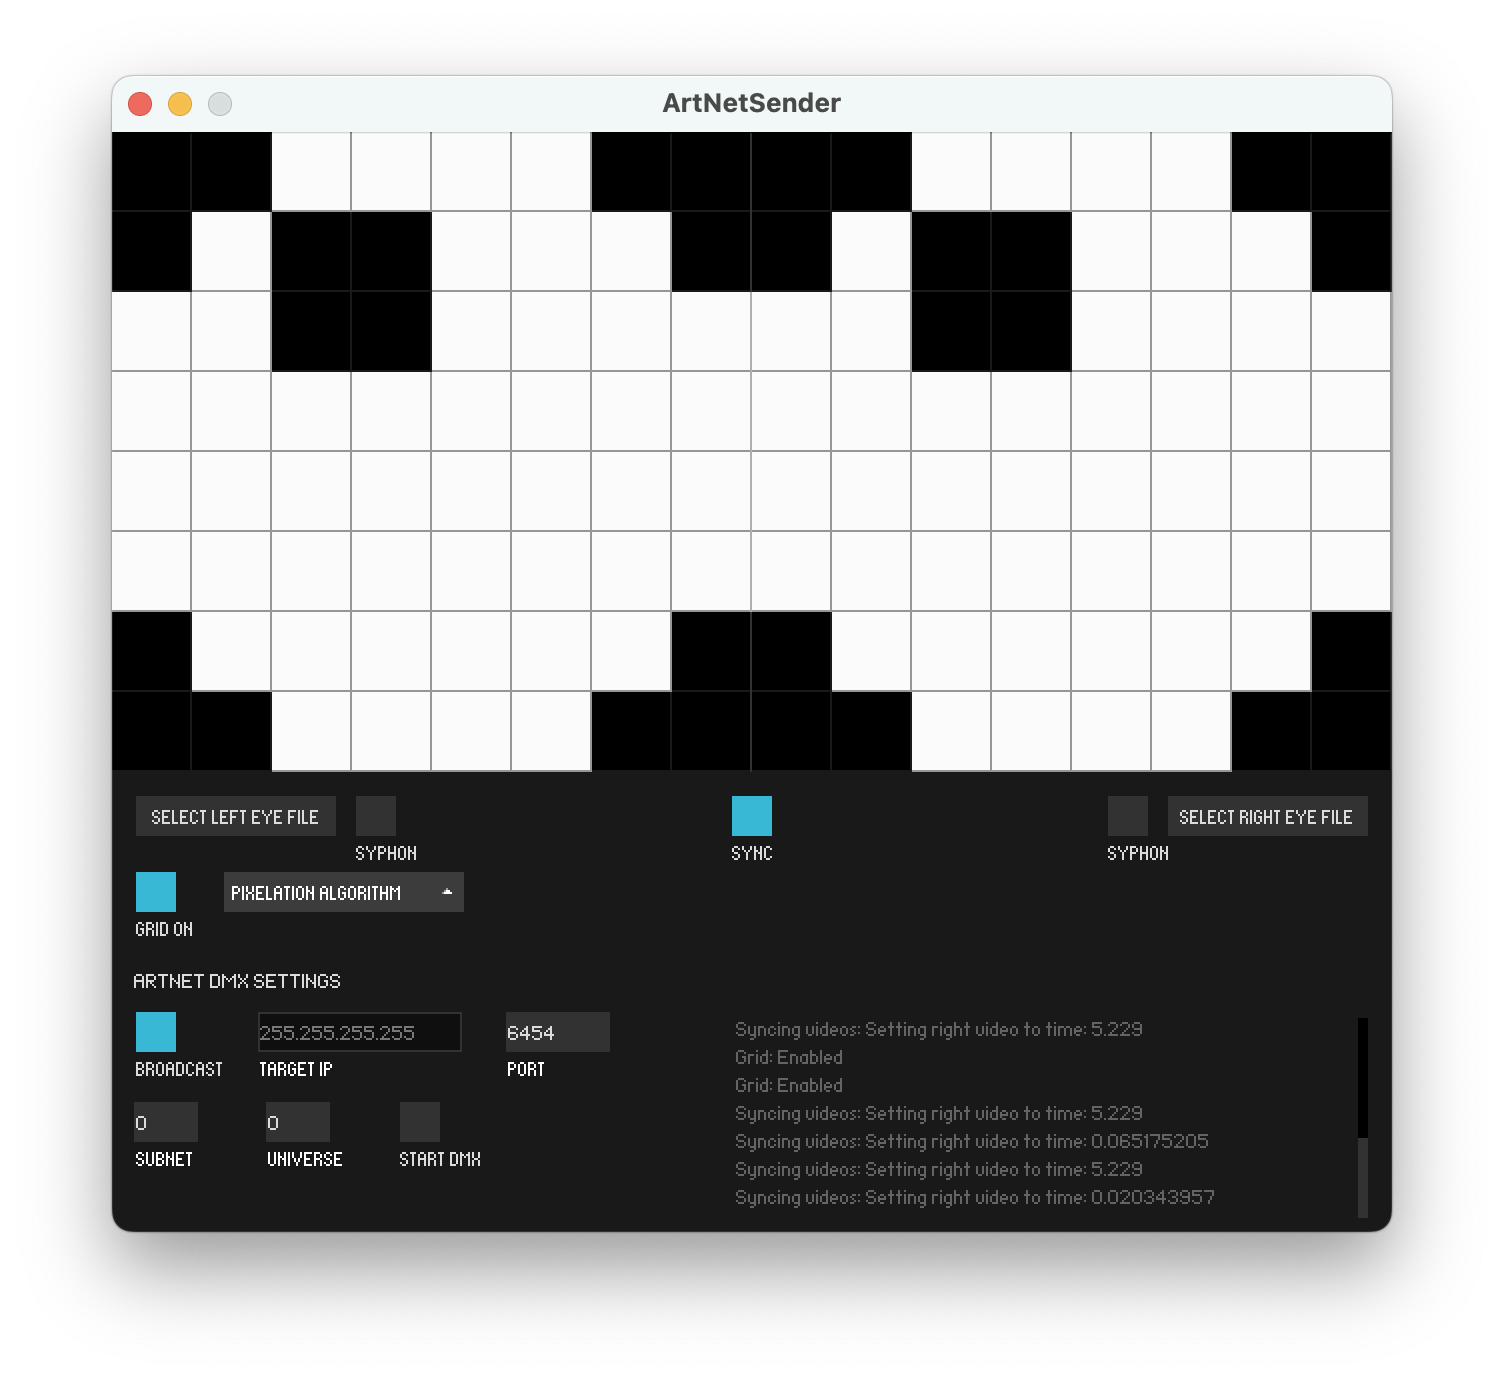 ArtNetSender
SELECT LEFT EYE FILE
SYPHON
SYNC
SYPHON
SELECT RIGHT EYE FILE
GRID ON
PIXELATION ALGORITHM
ARTNET DMX SETTINGS
BROADCAST
255.255.255.255
TARGET IP
6454
PORT
0
SUBNET
0
UNIVERSE
START DMX
Syncing videos: Setting right video to time: 5.229
Grid: Enabled
Grid: Enabled
Syncing videos: Setting right video to time: 5.229
Syncing videos: Setting right video to time: 0.065175205
Syncing videos: Setting right video to time: 5.229
Syncing videos: Setting right video to time: 0.020343957